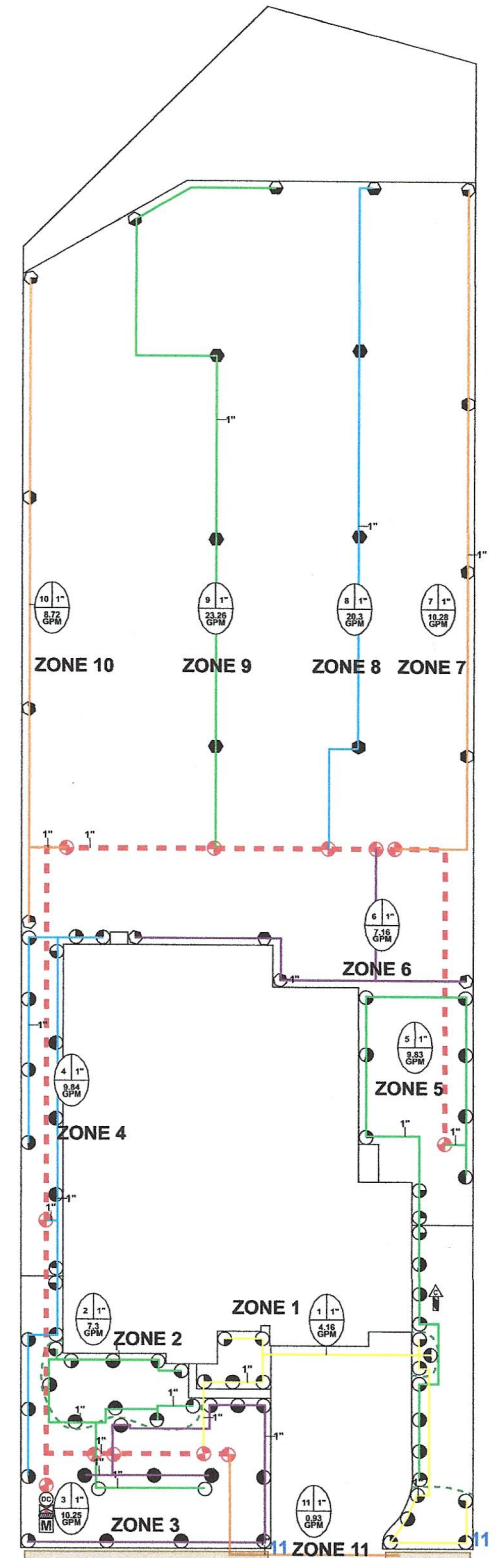 1"
1"
1"
10 1"
8.72
GPM
9 1"
23.26
GPM
8 1"
20.3
GPM
7 1"
10.28
GPM
ZONE 10
ZONE 9
ZONE 8
ZONE 7
1"
1"
6 1"
7.16
GPM
ZONE 6
1"
1"
5 1"
9.83
GPM
4 1"
9.84
GPM
ZONE 5
ZONE 4
1"
1"
1"
1"
C
ZONE 1
2 1"
7.3
GPM
1 1"
4.16
GPM
ZONE 2
1"
1"
1"
1"
1"
1"
1"
DC
M
3 1"
10.25
GPM
11 1"
0.93
GPM
ZONE 3
11
ZONE 11
11